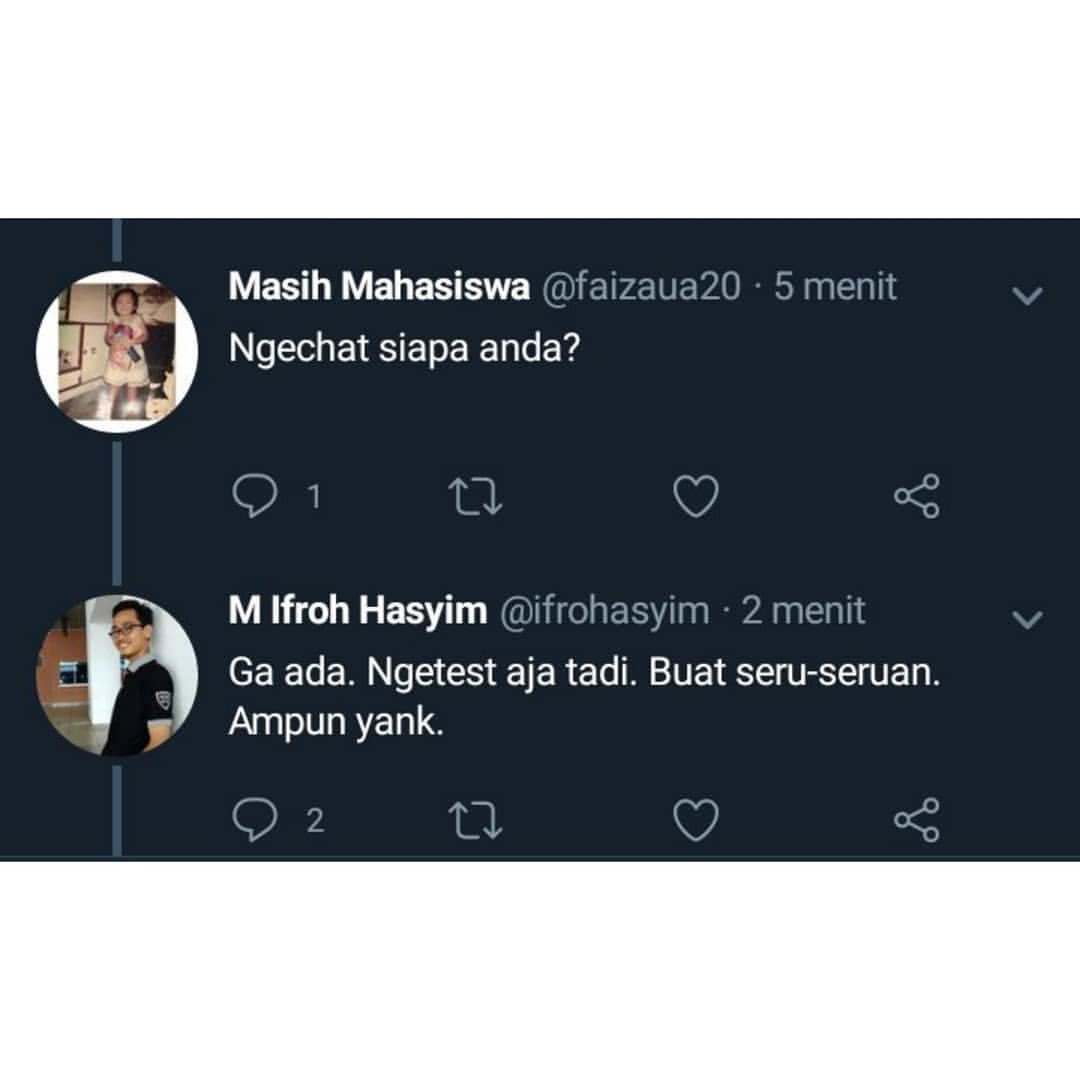 Masih Mahasiswa @faizaua20 · 5 menit
Ngechat siapa anda?
1
M Ifroh Hasyim @ifrohasyim · 2 menit
Ga ada. Ngetest aja tadi. Buat seru-seruan.
Ampun yank.
2